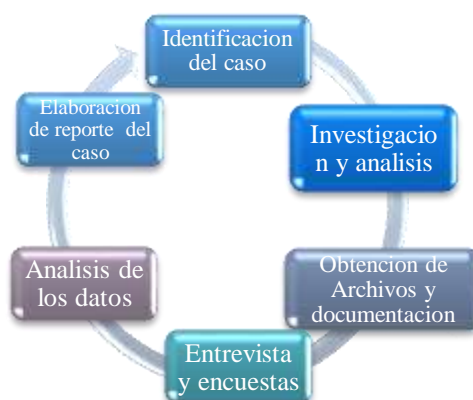 Identificacion
del caso
Investigacio
n y analisis
Obtencion de
Archivos y
documentacion
Entrevista
y encuestas
Analisis de
los datos
Elaboracion
de reporte del
caso